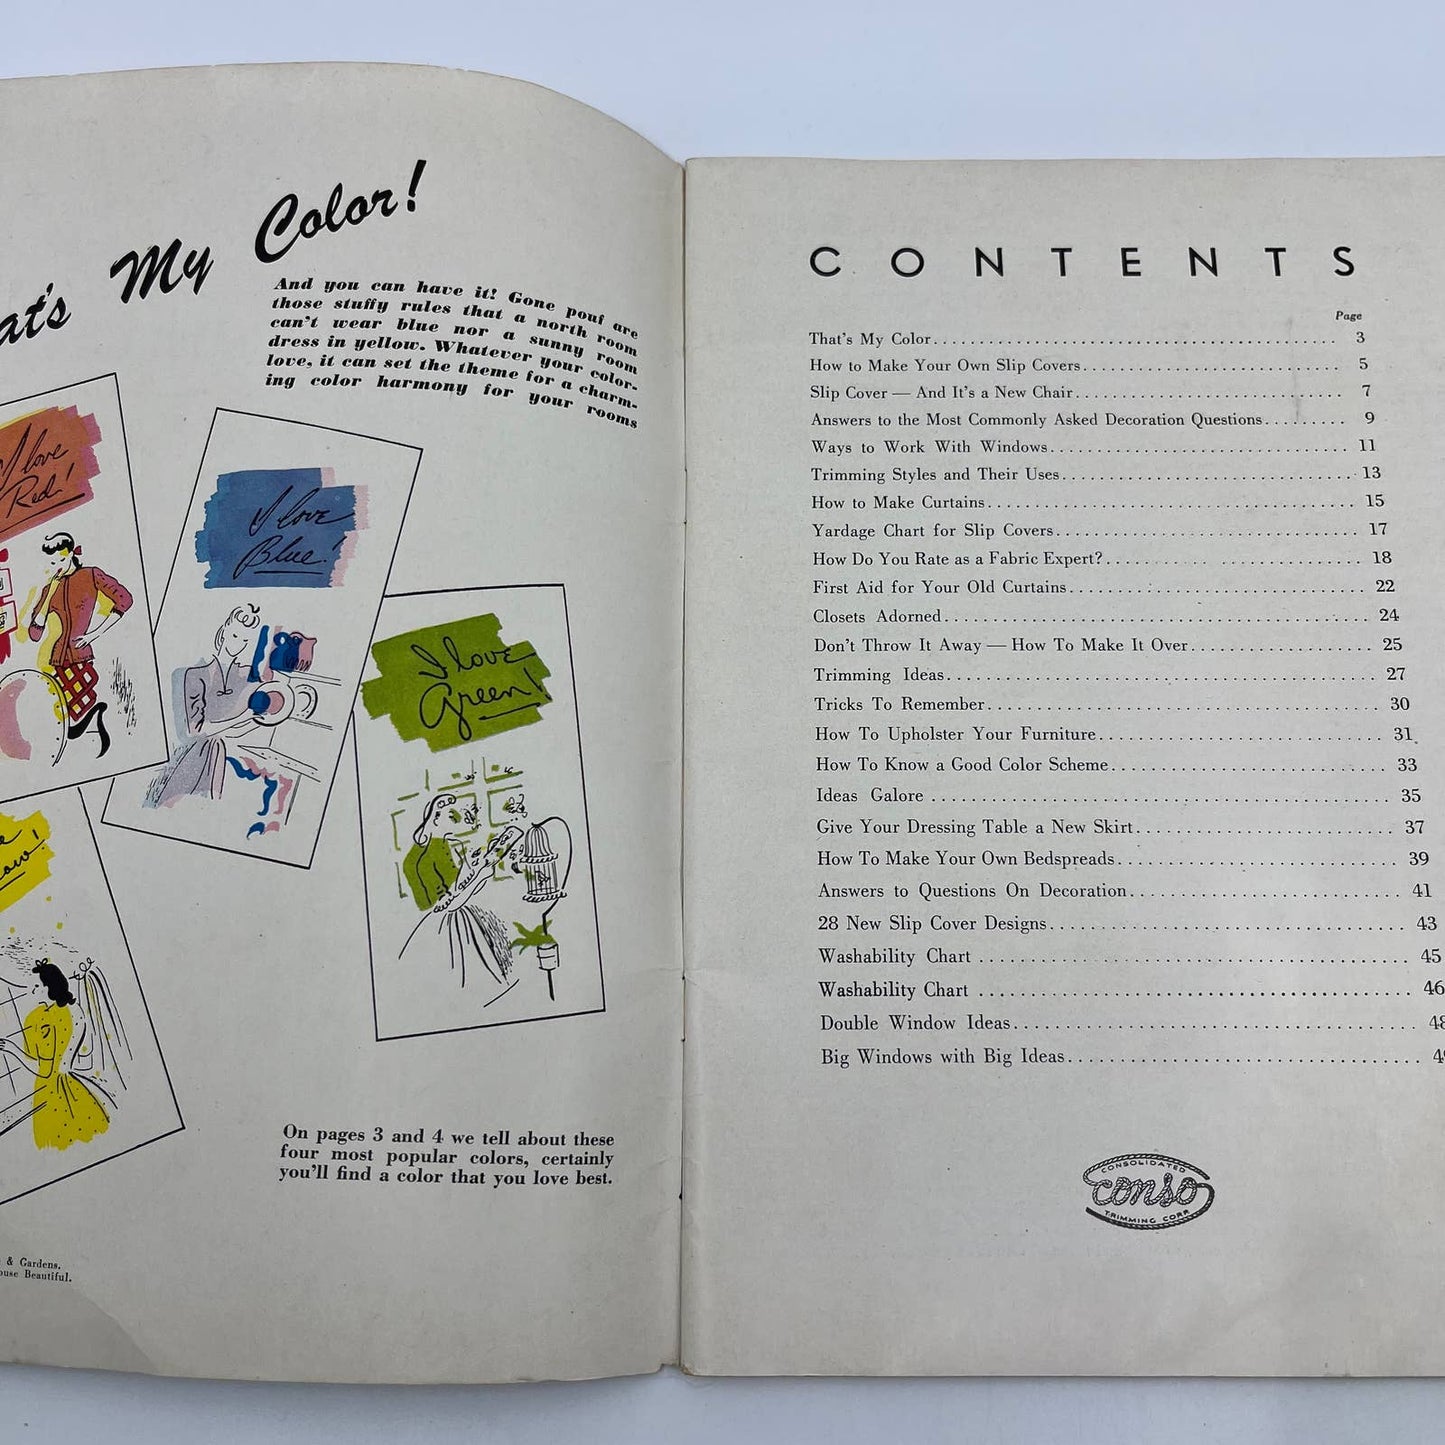 My Color!
And you can have it! Gone pouf are
those stuffy rules that a north room
can't wear blue nor a sunny room
dress in yellow. Whatever your color-
love, it can set the theme for a charm-
ing color harmony for your rooms
I love
Red!
I love
Blue!
I love
Green!
On pages 3 and 4 we tell about these
four most popular colors, certainly
you'll find a color that you love best.
& Gardens.
Beautiful.
CONTENTS
Page
That's My Color 3
How to Make Your Own Slip Covers 5
Slip Cover — And It's a New Chair 7
Answers to the Most Commonly Asked Decoration Questions 9
Ways to Work With Windows 11
Trimming Styles and Their Uses 13
How to Make Curtains 15
Yardage Chart for Slip Covers 17
How Do You Rate as a Fabric Expert? 18
First Aid for Your Old Curtains 22
Closets Adorned 24
Don't Throw It Away — How To Make It Over 25
Trimming Ideas 27
Tricks To Remember 30
How To Upholster Your Furniture 31
How To Know a Good Color Scheme 33
Ideas Galore 35
Give Your Dressing Table a New Skirt 37
How To Make Your Own Bedspreads 39
Answers to Questions On Decoration 41
28 New Slip Cover Designs 43
Washability Chart 45
Washability Chart 46
Double Window Ideas 48
Big Windows with Big Ideas
CONSOLIDATED
conso
TRIMMING CORP.